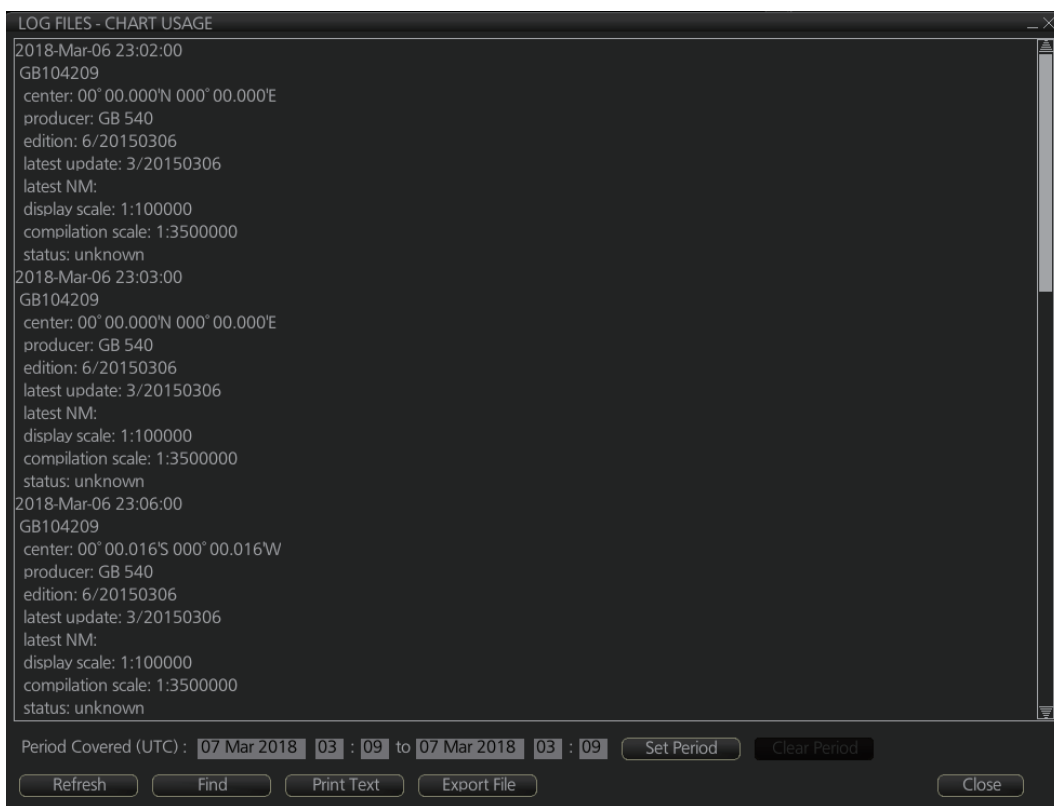 LOG FILES - CHART USAGE
2018-Mar-06 23:02:00
GB104209
center: 00° 00.000'N 000° 00.000'E
producer: GB 540
edition: 6/20150306
latest update: 3/20150306
latest NM:
display scale: 1:100000
compilation scale: 1:3500000
status: unknown
2018-Mar-06 23:03:00
GB104209
center: 00° 00.000'N 000° 00.000'E
producer: GB 540
edition: 6/20150306
latest update: 3/20150306
latest NM:
display scale: 1:100000
compilation scale: 1:3500000
status: unknown
2018-Mar-06 23:06:00
GB104209
center: 00° 00.016'S 000° 00.016'W
producer: GB 540
edition: 6/20150306
latest update: 3/20150306
latest NM:
display scale: 1:100000
compilation scale: 1:3500000
status: unknown
Period Covered (UTC) : 07 Mar 2018 03 : 09 to 07 Mar 2018 03 : 09 Set Period Clear Period
Refresh Find Print Text Export File Close